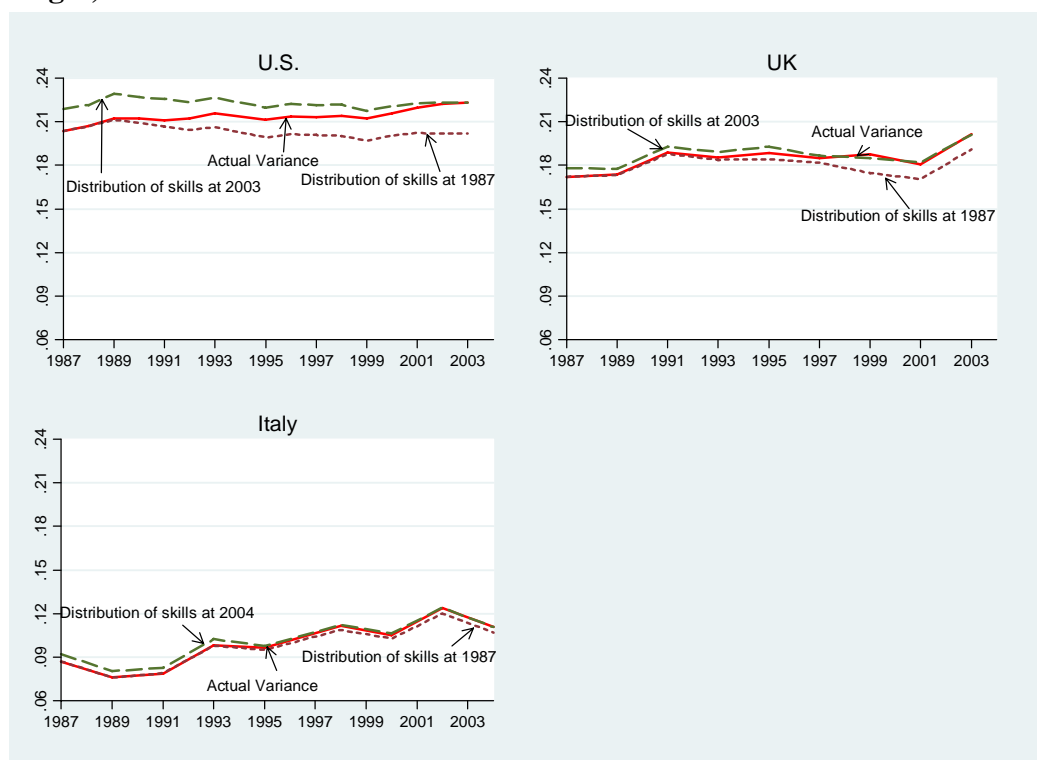 U.S.
.24
.21
.18
.15
.12
.09
.06
Distribution of skills at 2003
Actual Variance
Distribution of skills at 1987
1987 1989 1991 1993 1995 1997 1999 2001 2003
UK
.24
.21
.18
.15
.12
.09
.06
Distribution of skills at 2003
Actual Variance
Distribution of skills at 1987
1987 1989 1991 1993 1995 1997 1999 2001 2003
Italy
.24
.21
.18
.15
.12
.09
.06
Distribution of skills at 2004
Distribution of skills at 1987
Actual Variance
1987 1989 1991 1993 1995 1997 1999 2001 2003